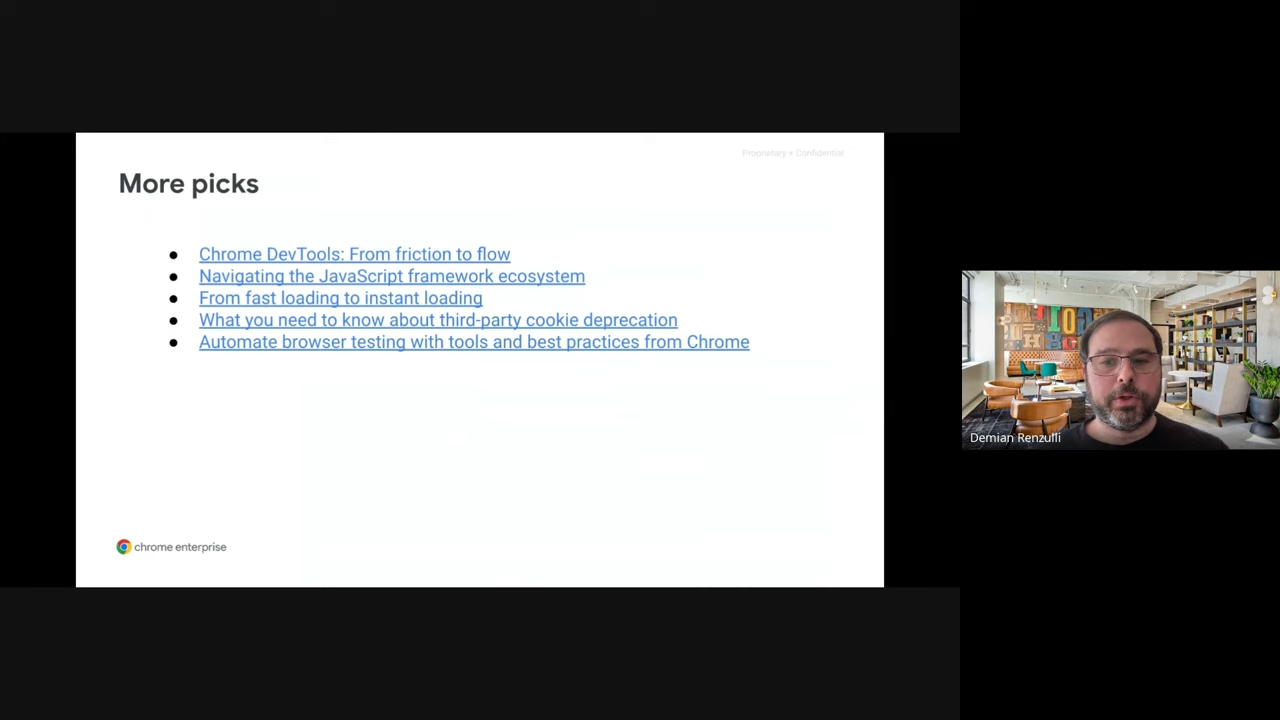 Proprietary + Confidential
More picks
● Chrome DevTools: From friction to flow
● Navigating the JavaScript framework ecosystem
● From fast loading to instant loading
● What you need to know about third-party cookie deprecation
● Automate browser testing with tools and best practices from Chrome
Demian Renzulli
chrome enterprise